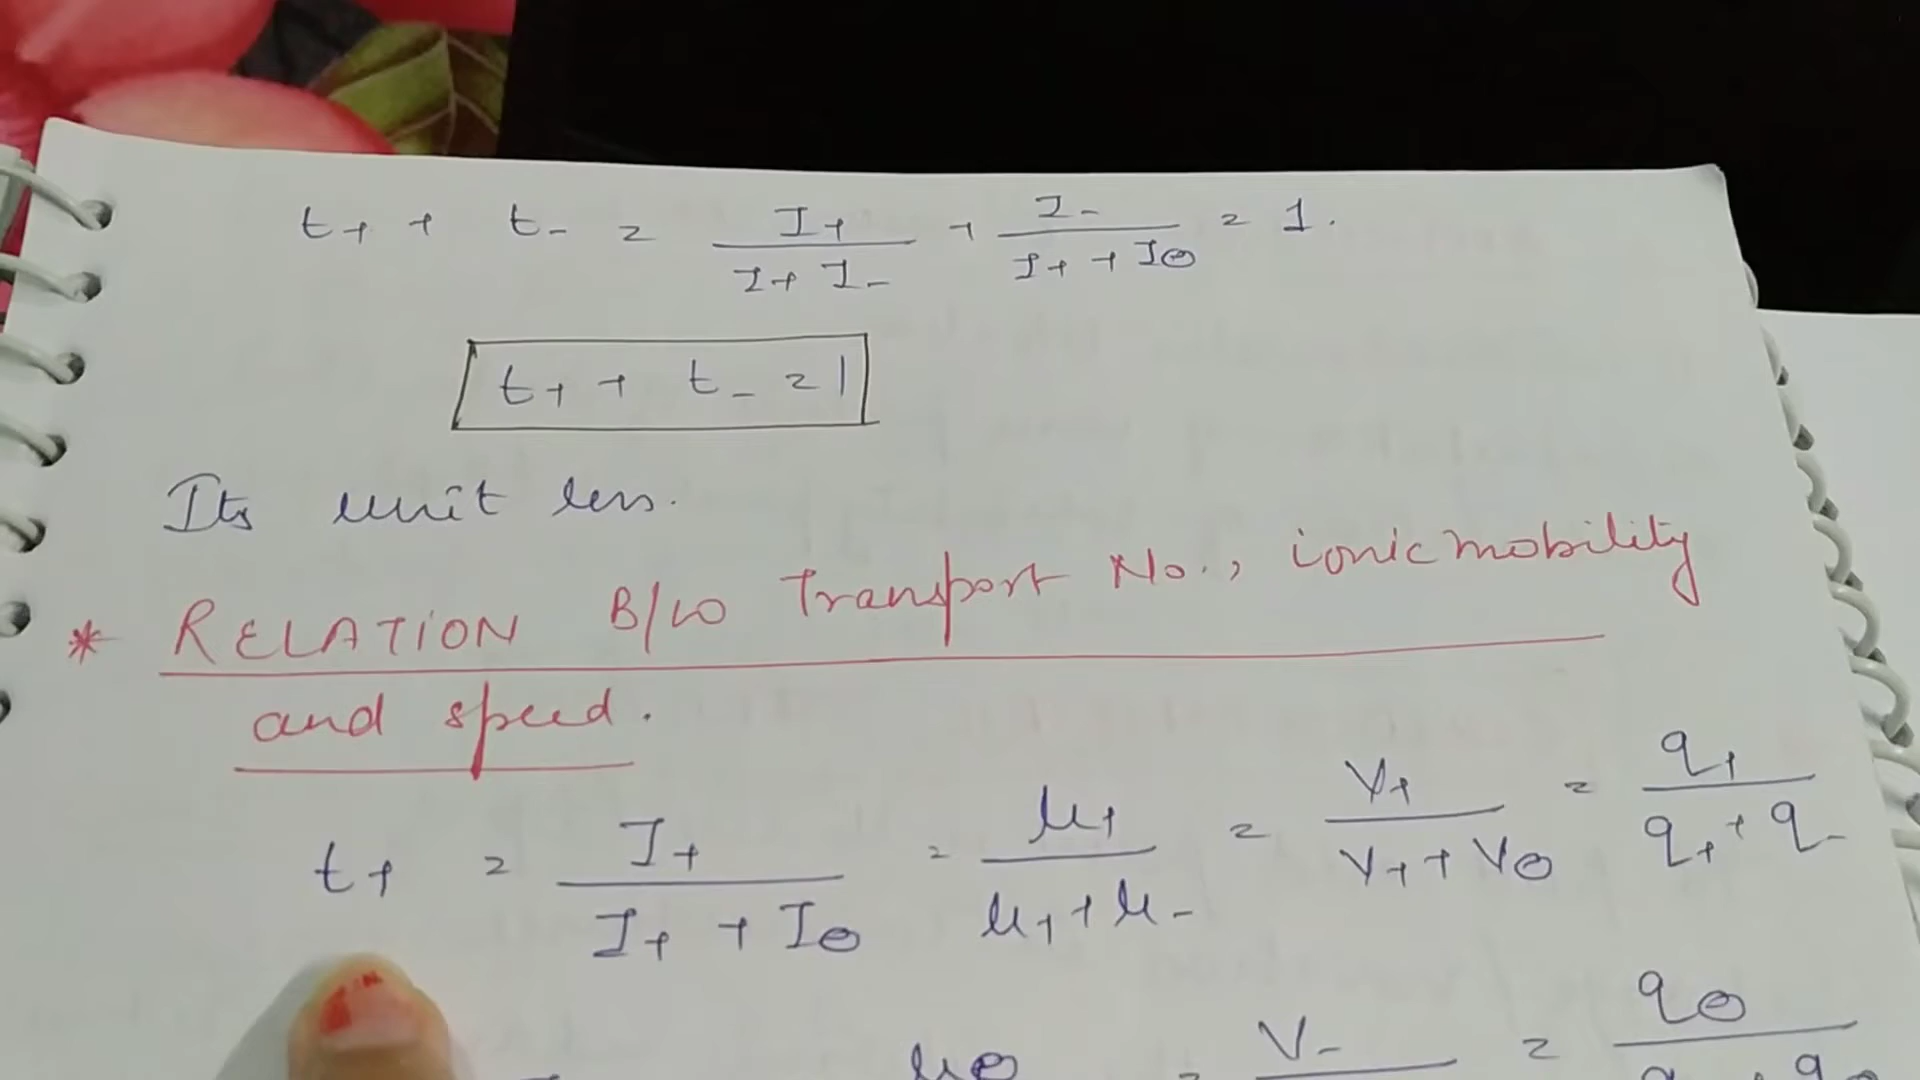 t+ + t- = I+ / I+ I- + I- / I+ + I⊖ = 1.
t+ + t- = 1
Its unit less.
* RELATION B/W Transport No., ionic mobility
and speed.
t+ = I+ / I+ + I⊖ = μ+ / μ+ + μ- = V+ / V+ + V⊖ = q+ / q+ + q-
μ⊖ = V- = q⊖